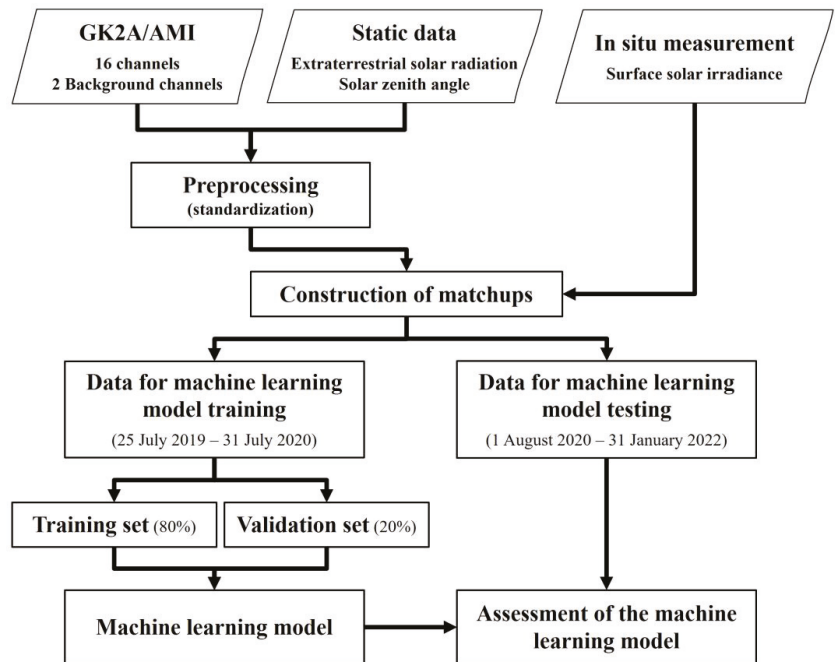 GK2A/AMI
16 channels
2 Background channels
Static data
Extraterrestrial solar radiation
Solar zenith angle
In situ measurement
Surface solar irradiance
Preprocessing
(standardization)
Construction of matchups
Data for machine learning
model training
(25 July 2019 – 31 July 2020)
Data for machine learning
model testing
(1 August 2020 – 31 January 2022)
Training set (80%)
Validation set (20%)
Machine learning model
Assessment of the machine
learning model